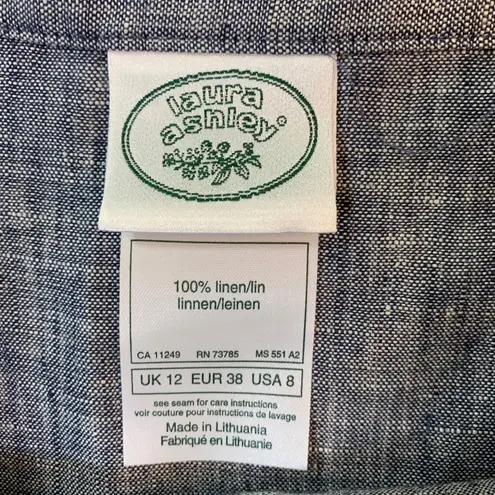 laura
ashley®
100% linen/lin
linnen/leinen
CA 11249 RN 73785 MS 551 A2
UK 12 EUR 38 USA 8
see seam for care instructions
voir couture pour instructions de lavage
Made in Lithuania
Fabriqué en Lithuanie